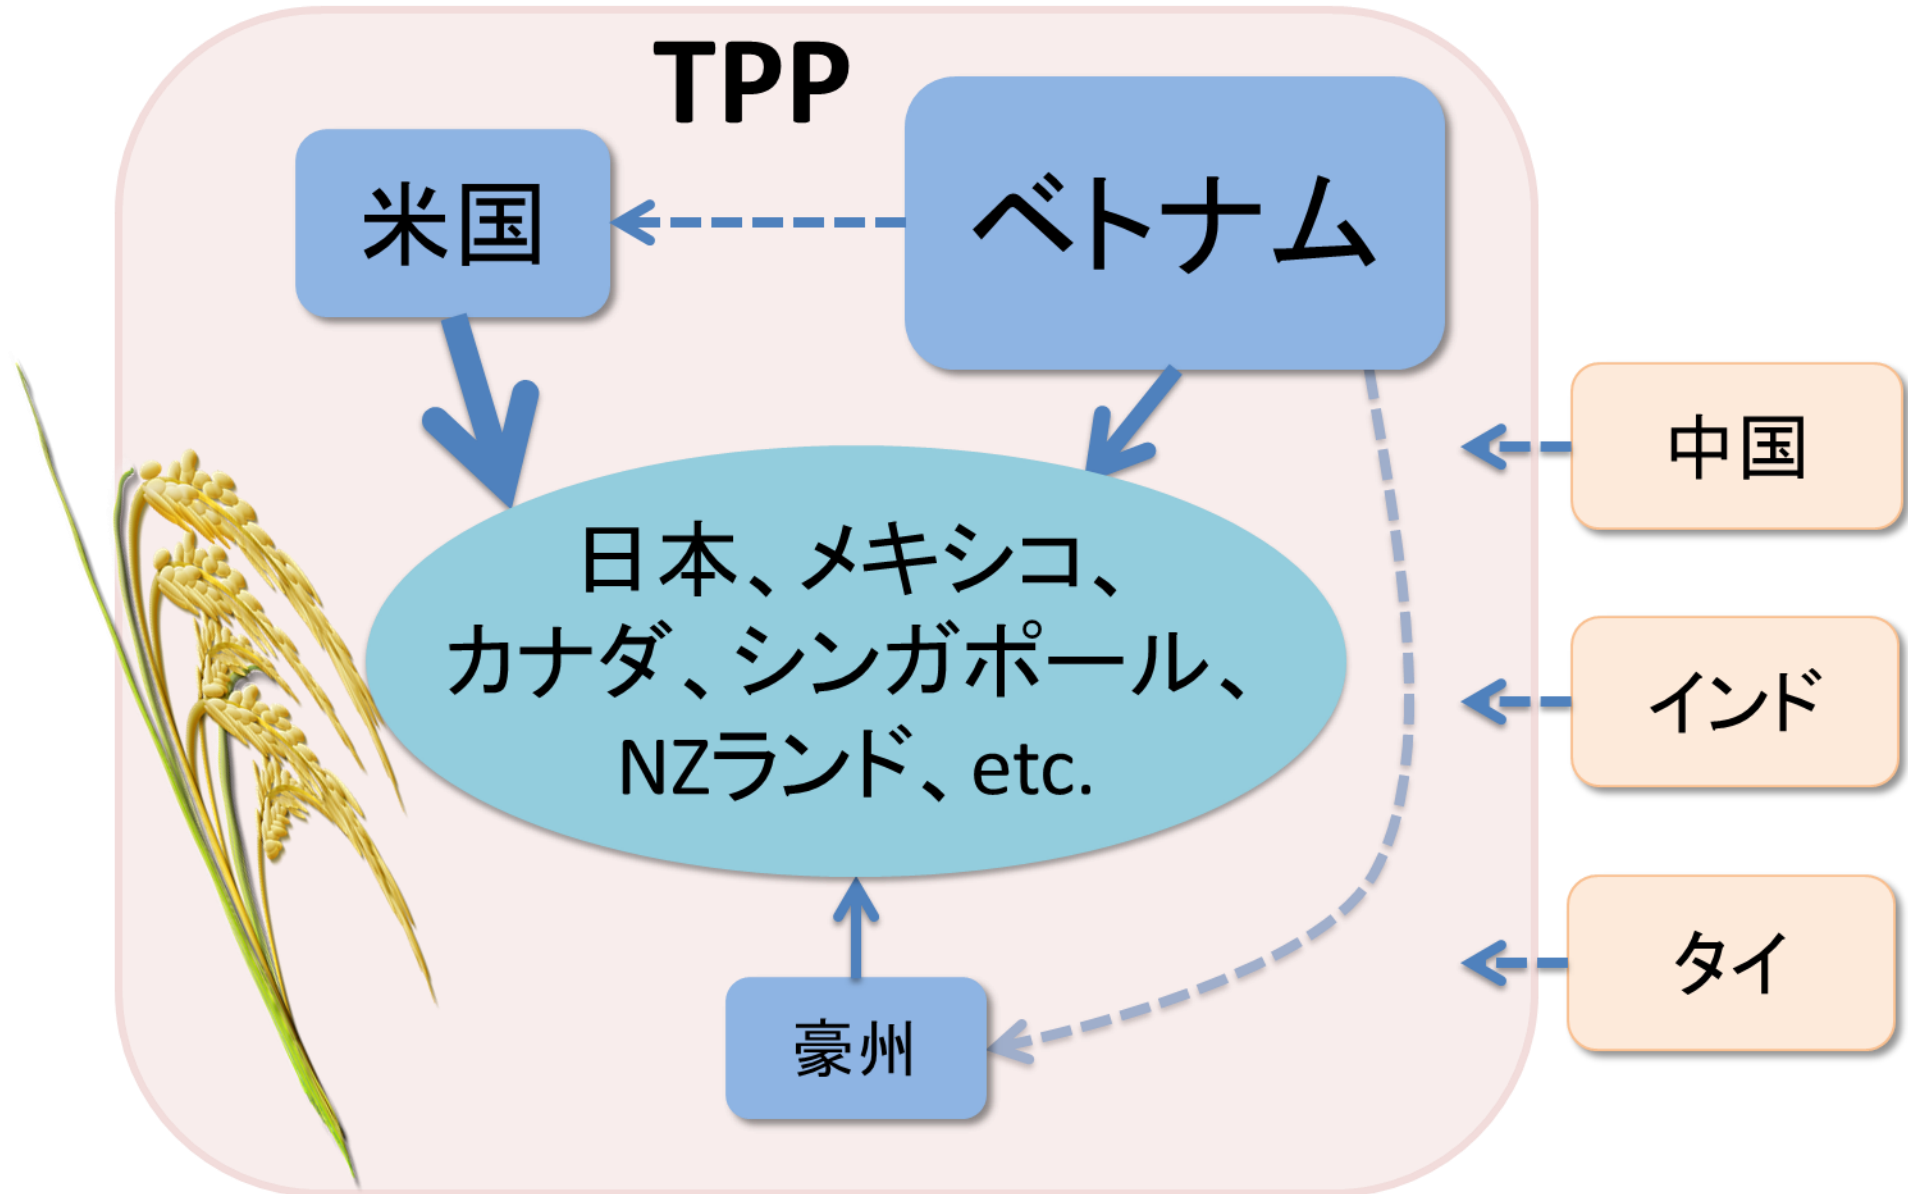 TPP
米国
ベトナム
日本、メキシコ、
カナダ、シンガポール、
NZランド、etc.
豪州
中国
インド
タイ